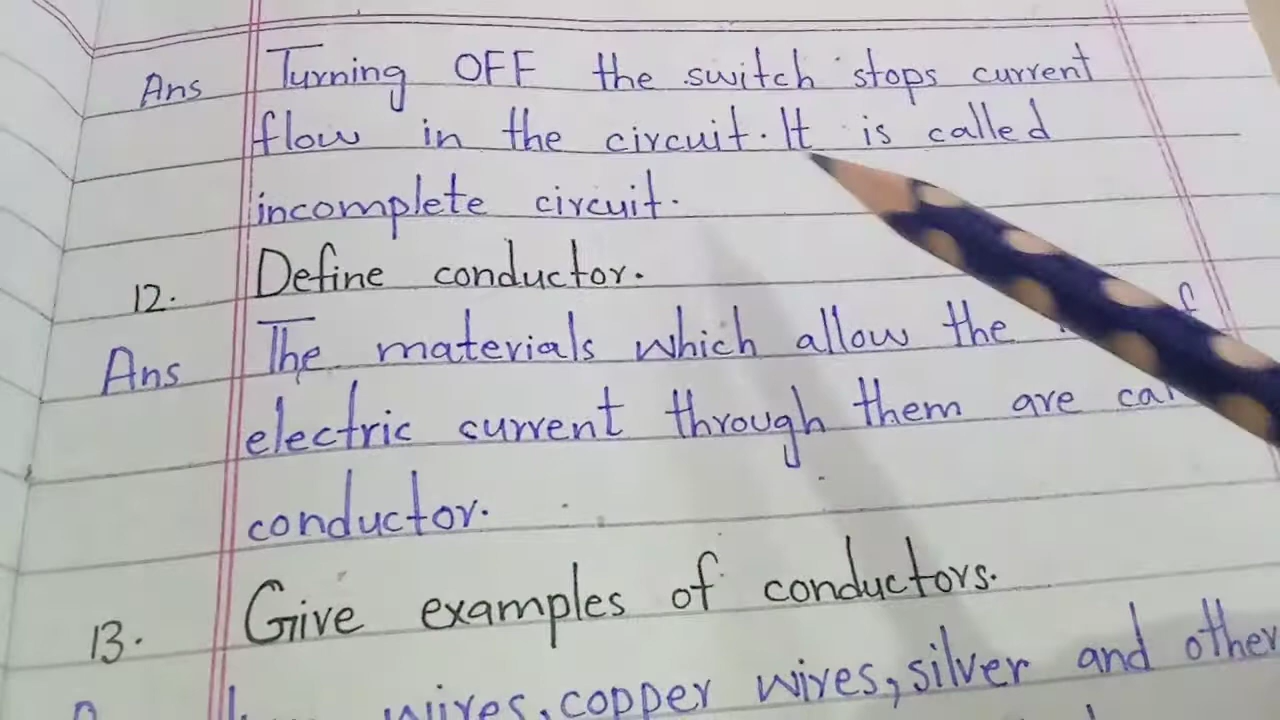 Ans Turning OFF the switch stops current
flow in the circuit. It is called
incomplete circuit.
12. Define conductor.
Ans The materials which allow the
electric current through them are
conductor.
13. Give examples of conductors.
wires, copper wires, silver and other